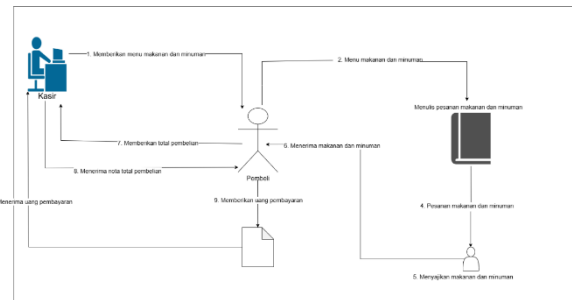 1. Memberikan menu makanan dan minuman
2. Menu makanan dan minuman
Kasir
Menulis pesanan makanan dan minuman
7. Memberikan total pembelian
6. Menerima makanan dan minuman
8. Menerima nota total pembelian
Pembeli
9. Memberikan uang pembayaran
Menerima uang pembayaran
4. Pesanan makanan dan minuman
5. Menyajikan makanan dan minuman